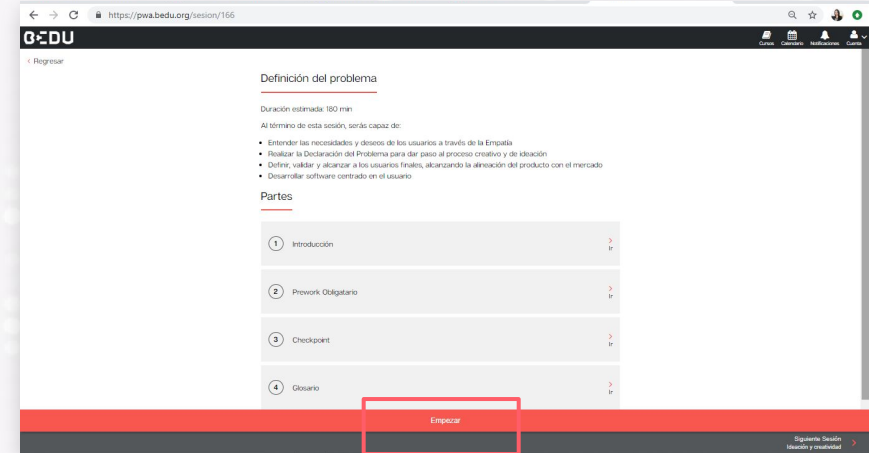 https://pwa.bedu.org/sesion/166
BEDU
Cursos Calendario Notificaciones Cuenta
< Regresar
Definición del problema
Duración estimada: 180 min
Al término de esta sesión, serás capaz de:
• Entender las necesidades y deseos de los usuarios a través de la Empatía
• Realizar la Declaración del Problema para dar paso al proceso creativo y de ideación
• Definir, validar y alcanzar a los usuarios finales, alcanzando la alineación del producto con el mercado
• Desarrollar software centrado en el usuario
Partes
1 Introducción
Ir
2 Prework Obligatario
Ir
3 Checkpoint
Ir
4 Glosario
Ir
Empezar
Siguiente Sesión
Ideación y creatividad